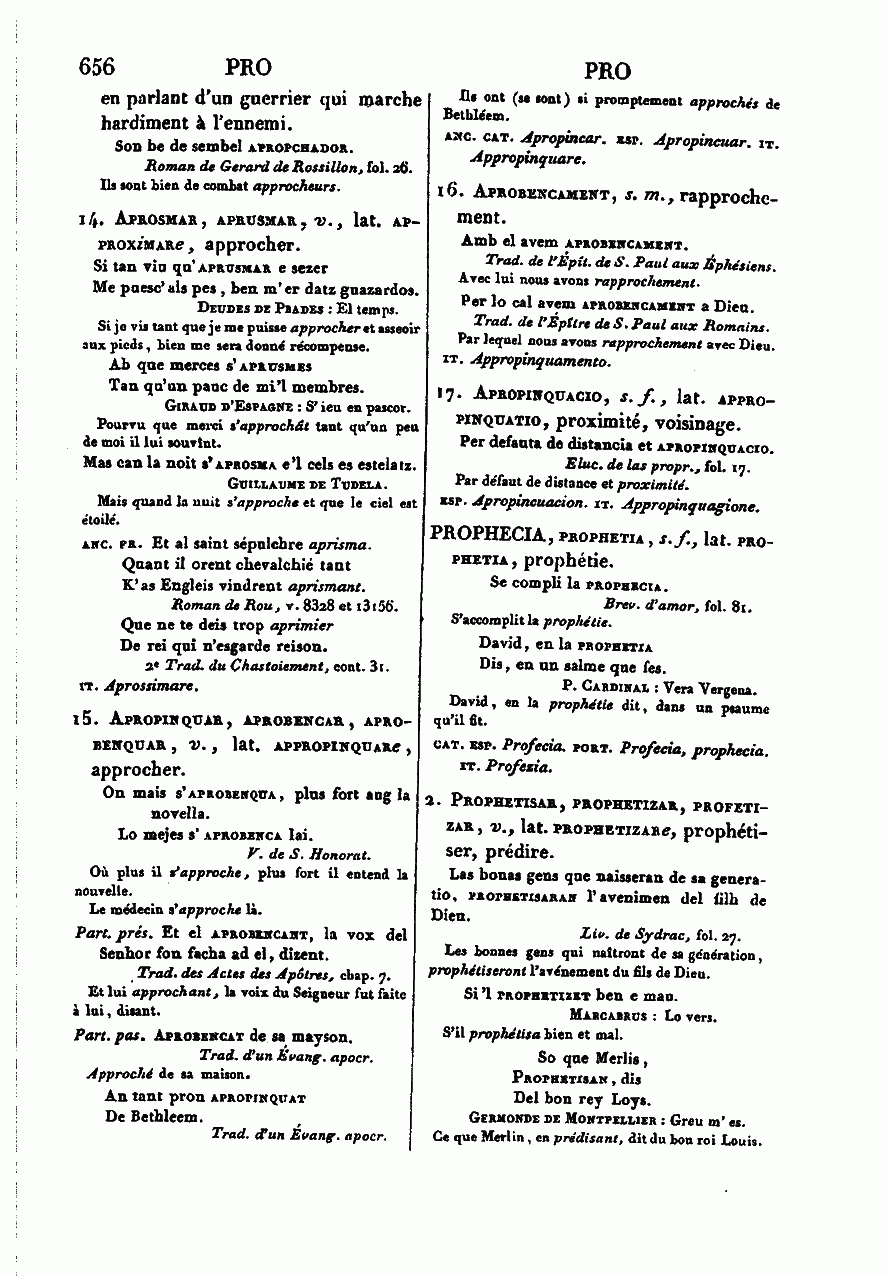 656 PRO
PRO
en parlant d'un guerrier qui marche
hardiment à l'ennemi.
Son be de sembel APROPCHADOR.
Roman de Gerard de Rossillon, fol. 26.
Ils sont bien de combat approcheurs.
14. APROSMAR, APRUSMAR, v., lat. AP-
PROXIMARe, approcher.
Si tan viu qu'APRUSMAR e sezer
Me puesc' als pes, ben m'er datz guazardos.
DEUDES DE PRADES : El temps.
Si je vis tant que je me puisse approcher et asseoir
aux pieds, bien me sera donné récompense.
Ab que merces s'APRUSMES
Tan qu'un pauc de mi'l membres.
GIRAUD D'ESPAGNE : S'ieu en pascor.
Pourvu que merci s'approchât tant qu'un peu
de moi il lui souvînt.
Mas can la noit s'APROSMA e'l cels es estelatz.
GUILLAUME DE TUDELA.
Mais quand la nuit s'approche et que le ciel est
étoilé.
ANC. FR. Et al saint sépulchre aprisma.
Quant il orent chevalchié tant
K'as Engleis vindrent aprismant.
Roman de Rou, v. 8328 et 13156.
Que ne te deis trop aprimier
De rei qui n'esgarde reison.
2e Trad. du Chastoiement, cont. 31.
IT. Aprossimare.
15. APROPINQUAR, APROBENCAR, APRO-
BENQUAR, v., lat. APPROPINQUARe,
approcher.
On mais s'APROBENQUA, plus fort aug la
novella.
Lo mejes s'APROBENCA lai.
V. de S. Honorat.
Où plus il s'approche, plus fort il entend la
nouvelle.
Le médecin s'approche là.
Part. prés. Et el APROBENCANT, la vox del
Senhor fon facha ad el, dizent.
Trad. des Actes des Apôtres, chap. 7.
Et lui approchant, la voix du Seigneur fut faite
à lui, disant.
Part. pas. APROBENCAT de sa mayson.
Trad. d'un Évang. apocr.
Approché de sa maison.
An tant pron APROPINQUAT
De Bethleem.
Trad. d'un Évang. apocr.
Ils ont (se sont) si promptement approchés de
Bethléem.
ANC. CAT. Apropincar. ESP. Apropincuar. IT.
Appropinquare.
16. APROBENCAMENT, s. m., rapproche-
ment.
Amb el avem APROBENCAMENT.
Trad. de l'Épît. de S. Paul aux Éphésiens.
Avec lui nous avons rapprochement.
Per lo cal avem APROBENCAMENT a Dieu.
Trad. de l'Épître de S. Paul aux Romains.
Par lequel nous avons rapprochement avec Dieu.
IT. Appropinquamento.
17. APROPINQUACIO, s. f., lat. APPRO-
PINQUATIO, proximité, voisinage.
Per defauta de distancia et APROPINQUACIO.
Eluc. de las propr., fol. 17.
Par défaut de distance et proximité.
ESP. Apropincuacion. IT. Appropinquagione.
PROPHECIA, PROPHETIA, s. f., lat. PRO-
PHETIA, prophétie.
Se compli la PROPHECIA.
Brev. d'amor, fol. 81.
S'accomplit la prophétie.
David, en la PROPHETIA
Dis, en un salme que fes.
P. CARDINAL : Vera Vergena.
David, en la prophétie dit, dans un psaume
qu'il fit.
CAT. ESP. Profecia. PORT. Profecia, prophecia.
IT. Profezia.
2. PROPHETISAR, PROPHETIZAR, PROFETI-
ZAR, v., lat. PROPHETIZARe, prophéti-
ser, prédire.
Las bonas gens que naisseran de sa genera-
tio, PROPHETISARAN l'avenimen del filh de
Dieu.
Liv. de Sydrac, fol. 27.
Les bonnes gens qui naîtront de sa génération,
prophétiseront l'avénement du fils de Dieu.
Si'l PROPHETIZET ben e mau.
MARCABRUS : Lo vers.
S'il prophétisa bien et mal.
So que Merlis,
PROPHETISAN, dis
Del bon rey Loys.
GERMONDE DE MONTPELLIER : Greu m'es.
Ce que Merlin, en prédisant, dit du bon roi Louis.